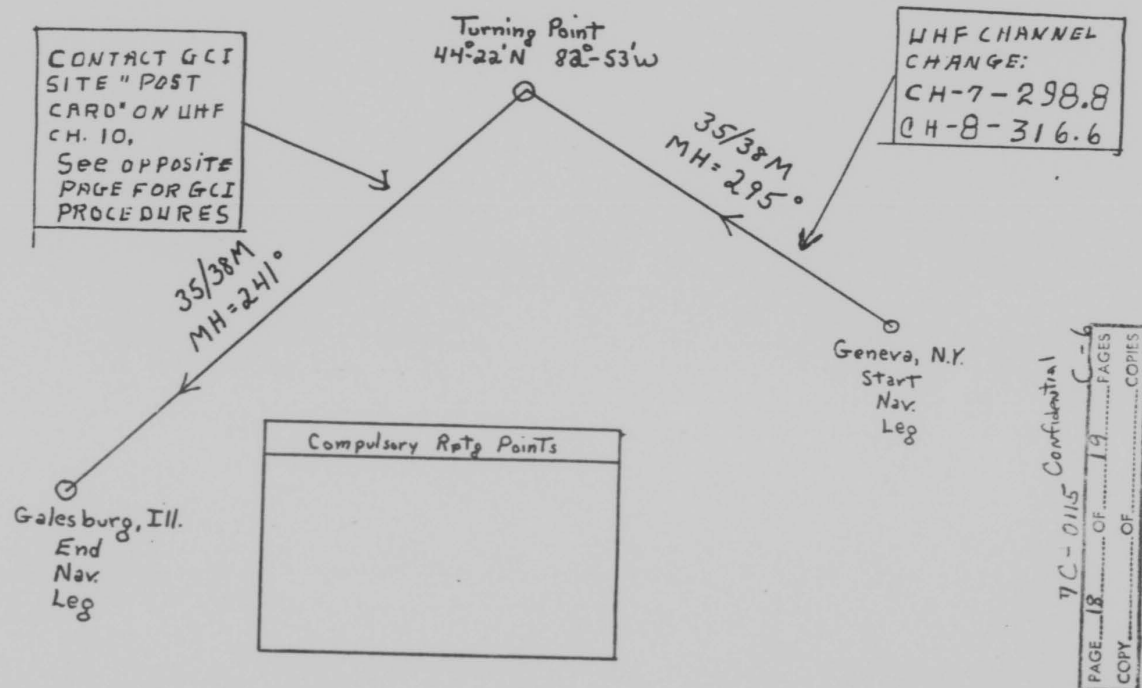 CONTACT GCI
SITE "POST
CARD" ON UHF
CH. 10.
See OPPOSITE
PAGE FOR GCI
PROCEDURES
Turning Point
44°-22'N 82°-53'W
UHF CHANNEL
CHANGE:
CH-7-298.8
CH-8-316.6
35/38M
MH=295°
35/38M
MH=241°
Geneva, N.Y.
Start
Nav.
Leg
Compulsory Rptg Points
Galesburg, Ill.
End
Nav.
Leg
7C-0115 Confidential
C-6
PAGE 18 OF 19 PAGES
COPY OF COPIES